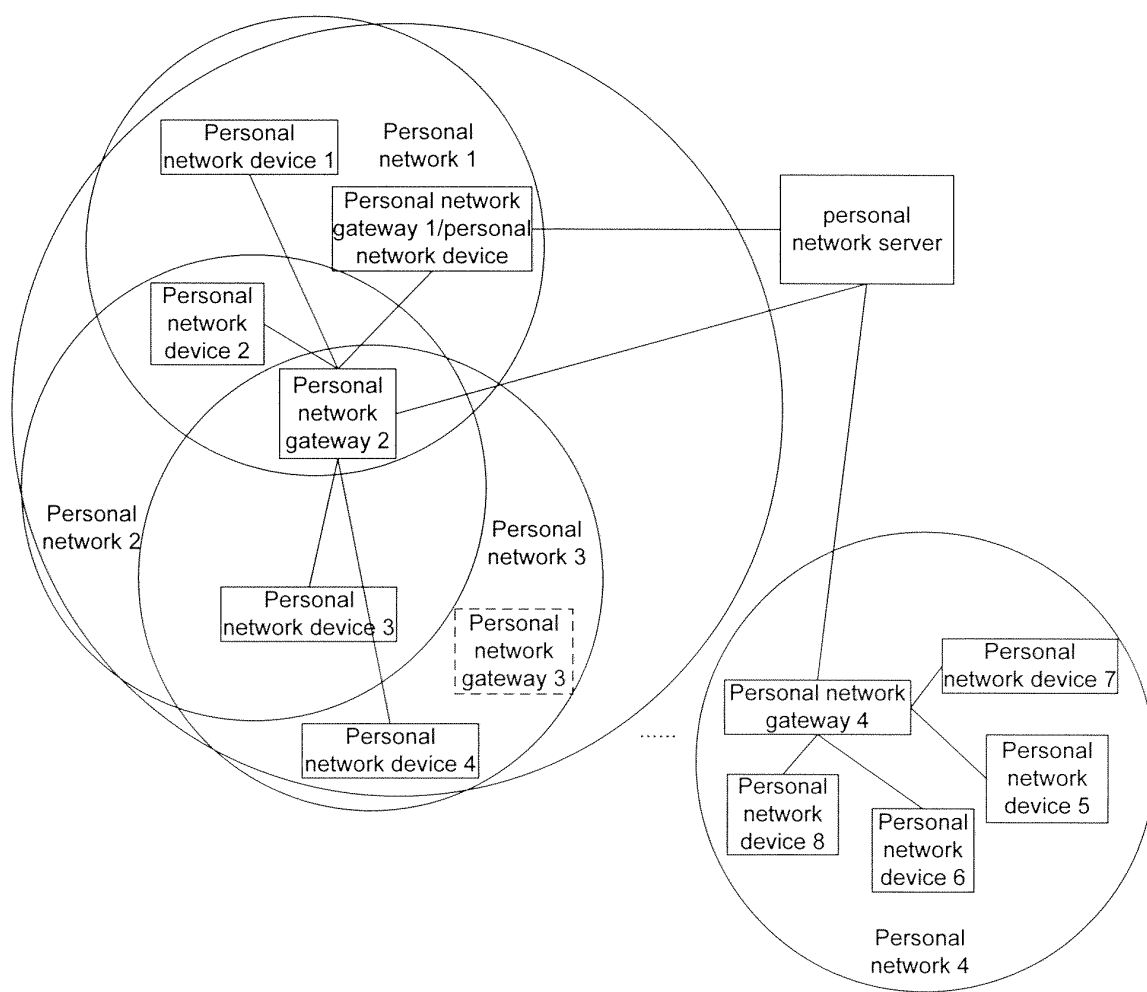 Personal
network device 1
Personal
network 1
Personal network
gateway 1/personal
network device
personal
network server
Personal
network
device 2
Personal
network
gateway 2
Personal
network 2
Personal
network 3
Personal
network device 3
Personal
network
gateway 3
Personal
network device 4
......
Personal network
gateway 4
Personal
network device 7
Personal
network
device 5
Personal
network
device 8
Personal
network
device 6
Personal
network 4